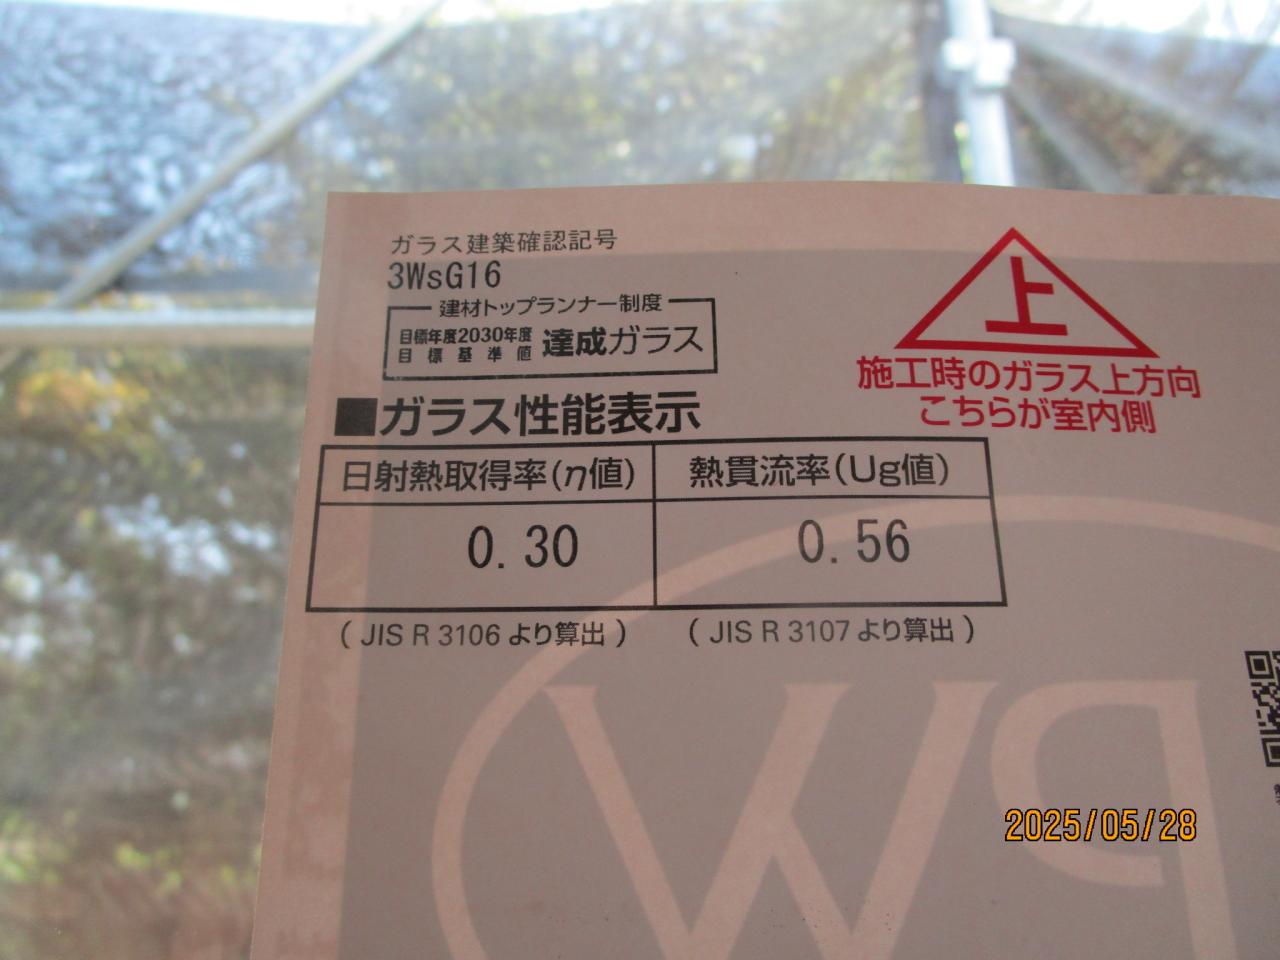 ガラス建築確認記号
3WsG16
建材トップランナー制度
目標年度2030年度
目標基準値
達成ガラス
上
施工時のガラス上方向
こちらが室内側
■ガラス性能表示
日射熱取得率(η値) 熱貫流率(Ug値)
0.30 0.56
(JIS R 3106 より算出) (JIS R 3107 より算出)
2025/05/28